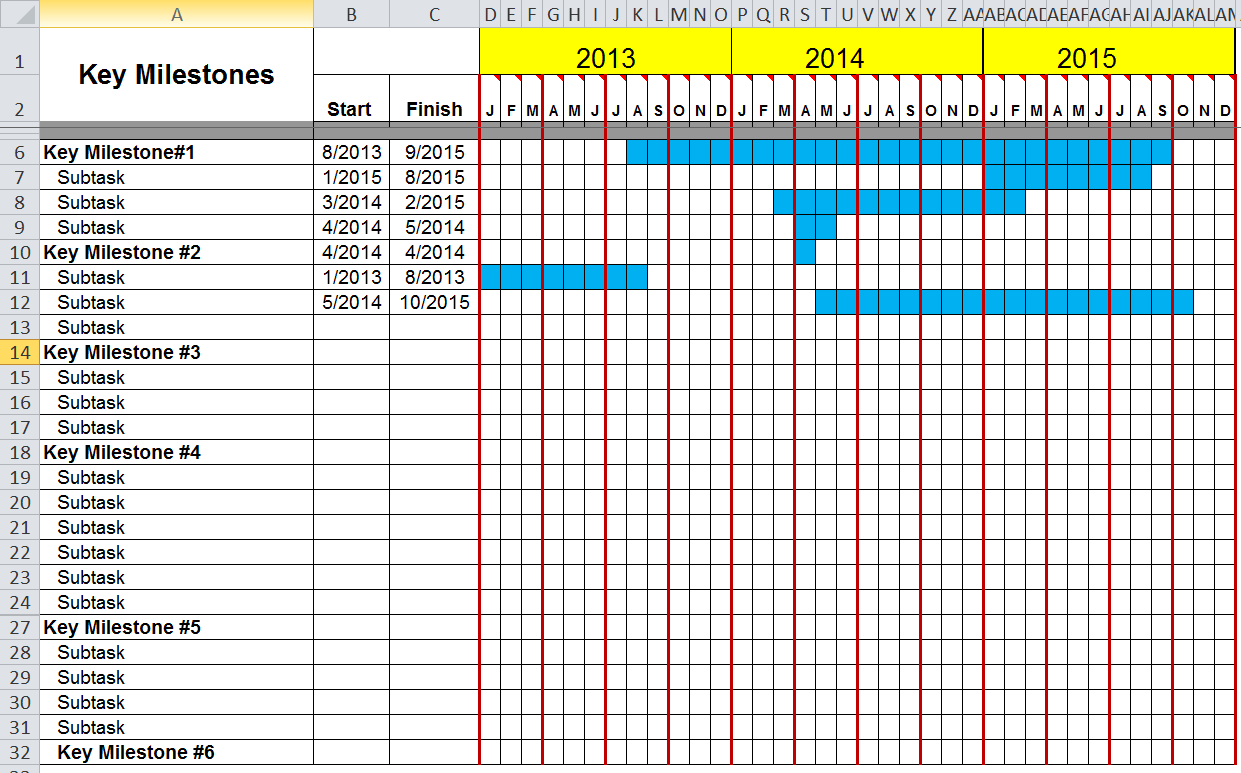 A B C D E F G H I J K L M N O P Q R S T U V W X Y Z AA AB AC AD AE AF AG AH AI AJ AK AL AM
1 Key Milestones 2013 2014 2015
2 Start Finish J F M A M J J A S O N D J F M A M J J A S O N D J F M A M J J A S O N D
6 Key Milestone#1 8/2013 9/2015
7 Subtask 1/2015 8/2015
8 Subtask 3/2014 2/2015
9 Subtask 4/2014 5/2014
10 Key Milestone #2 4/2014 4/2014
11 Subtask 1/2013 8/2013
12 Subtask 5/2014 10/2015
13 Subtask
14 Key Milestone #3
15 Subtask
16 Subtask
17 Subtask
18 Key Milestone #4
19 Subtask
20 Subtask
21 Subtask
22 Subtask
23 Subtask
24 Subtask
27 Key Milestone #5
28 Subtask
29 Subtask
30 Subtask
31 Subtask
32 Key Milestone #6